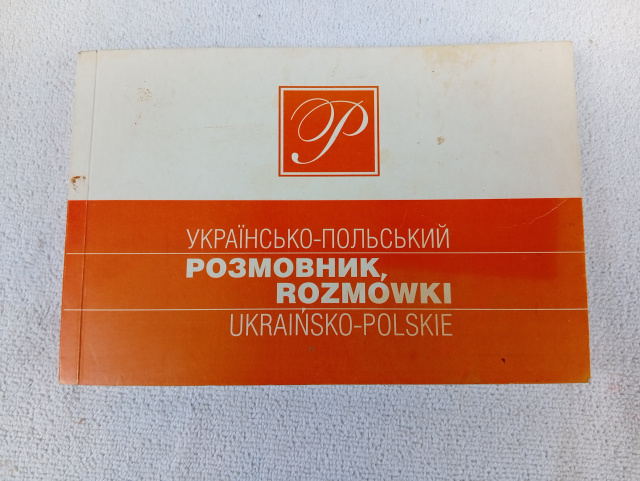 P
УКРАЇНСЬКО-ПОЛЬСЬКИЙ
РОЗМОВНИК,
ROZMÓWKI
UKRAIŃSKO-POLSKIE